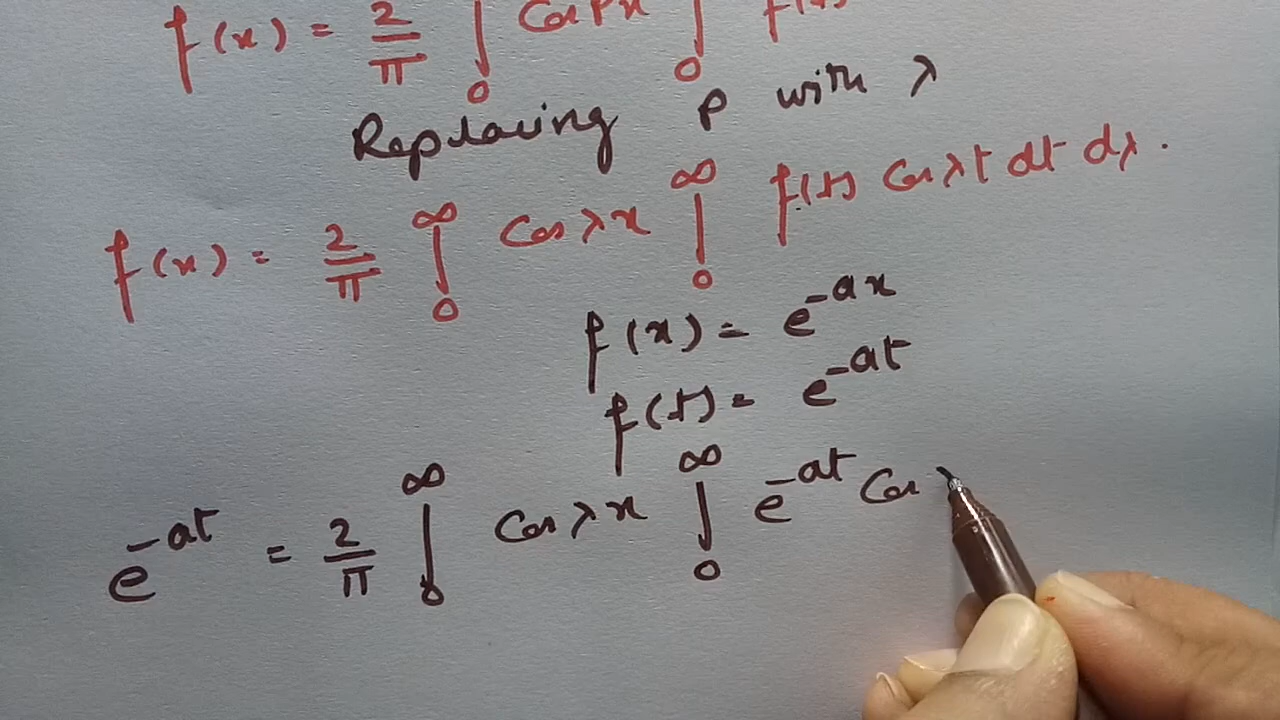 f(x) = 2/π ∫₀ Cos px ∫₀ f(t)
Replacing p with λ
f(x) = 2/π ∫₀^∞ Cos λx ∫₀^∞ f(t) Cos λt dt dλ.
f(x) = e^-ax
f(t) = e^-at
e^-at = 2/π ∫₀^∞ Cos λx ∫₀^∞ e^-at Cos